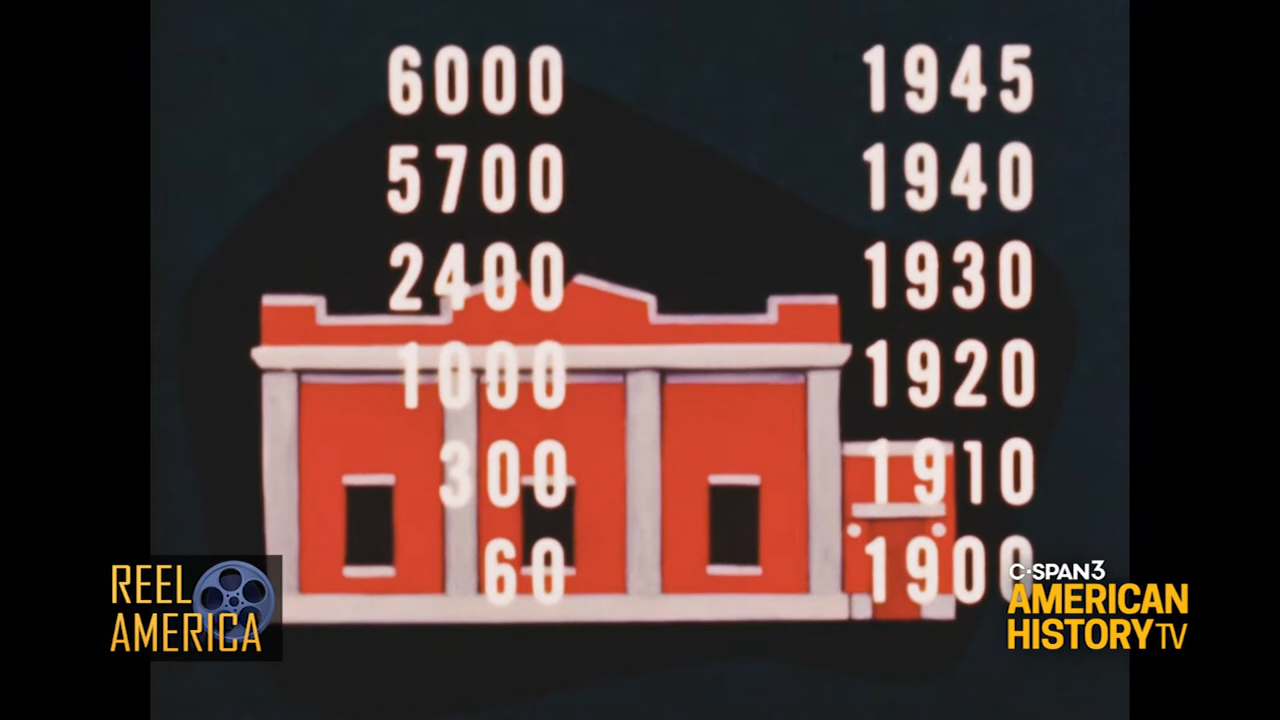 6000 1945
5700 1940
2400 1930
1000 1920
300 1910
60 1900
REEL
AMERICA
C-SPAN3
AMERICAN
HISTORY TV